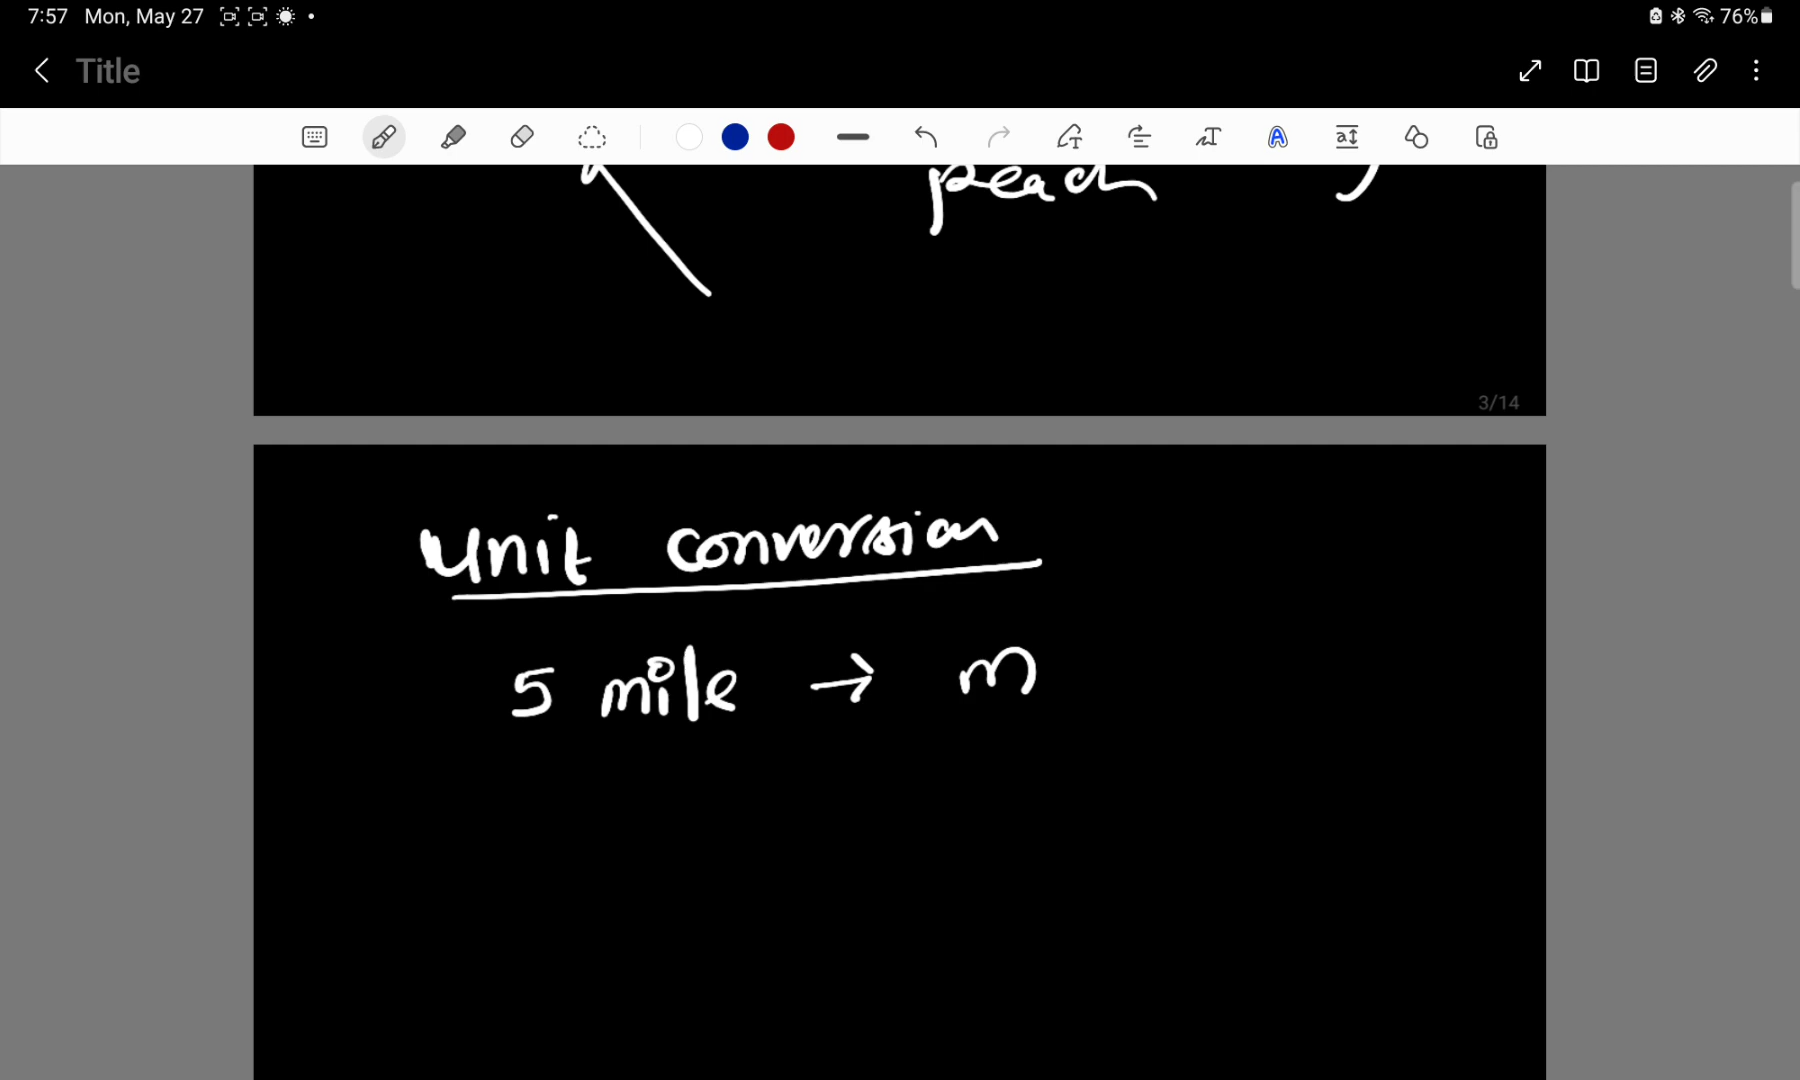 7:57 Mon, May 27
76%
Title
peach
3/14
Unit conversion
5 mile → m